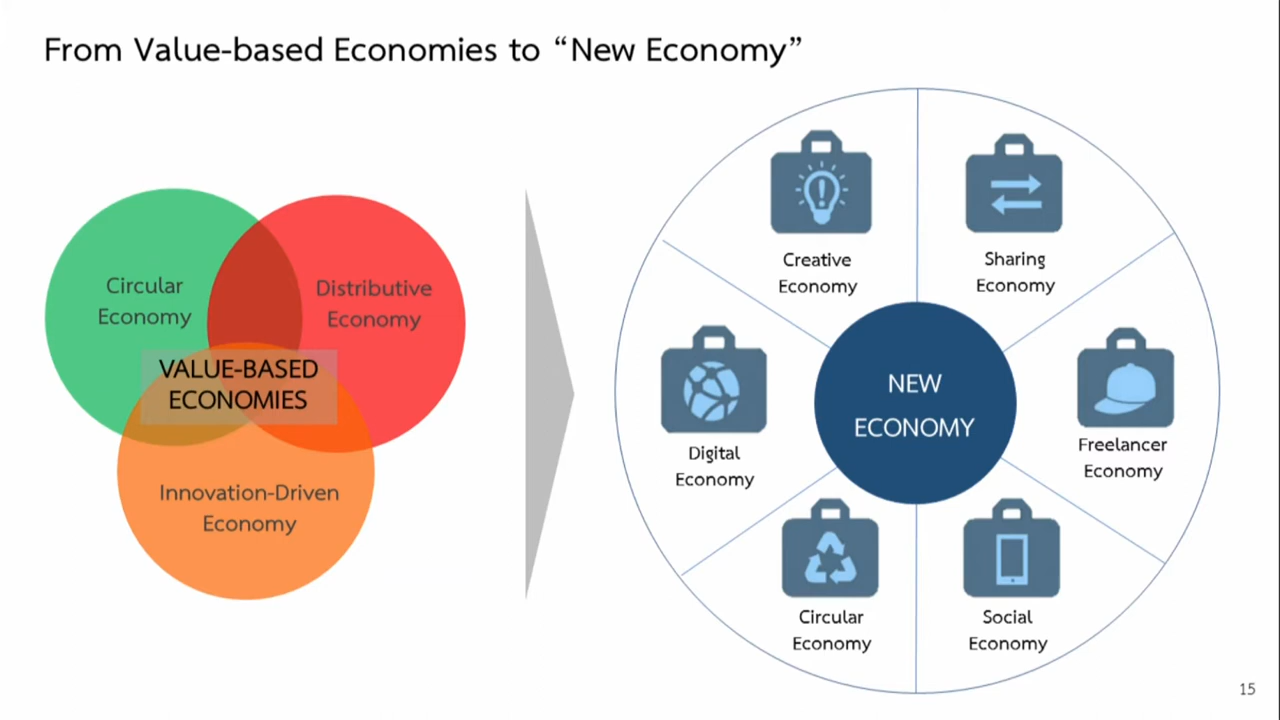 From Value-based Economies to “New Economy”
Circular
Economy
Distributive
Economy
VALUE-BASED
ECONOMIES
Innovation-Driven
Economy
Creative
Economy
Sharing
Economy
Digital
Economy
NEW
ECONOMY
Freelancer
Economy
Circular
Economy
Social
Economy
15